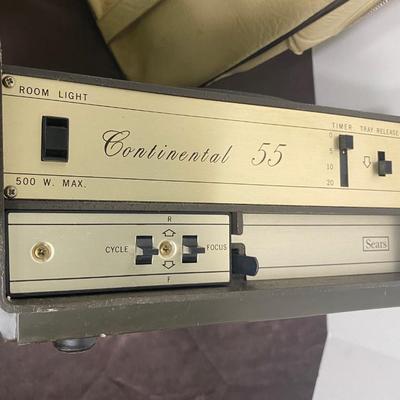 ROOM LIGHT
500 W. MAX.
Continental 55
TIMER TRAY RELEASE
0
5
10
20
R
CYCLE FOCUS
F
Sears